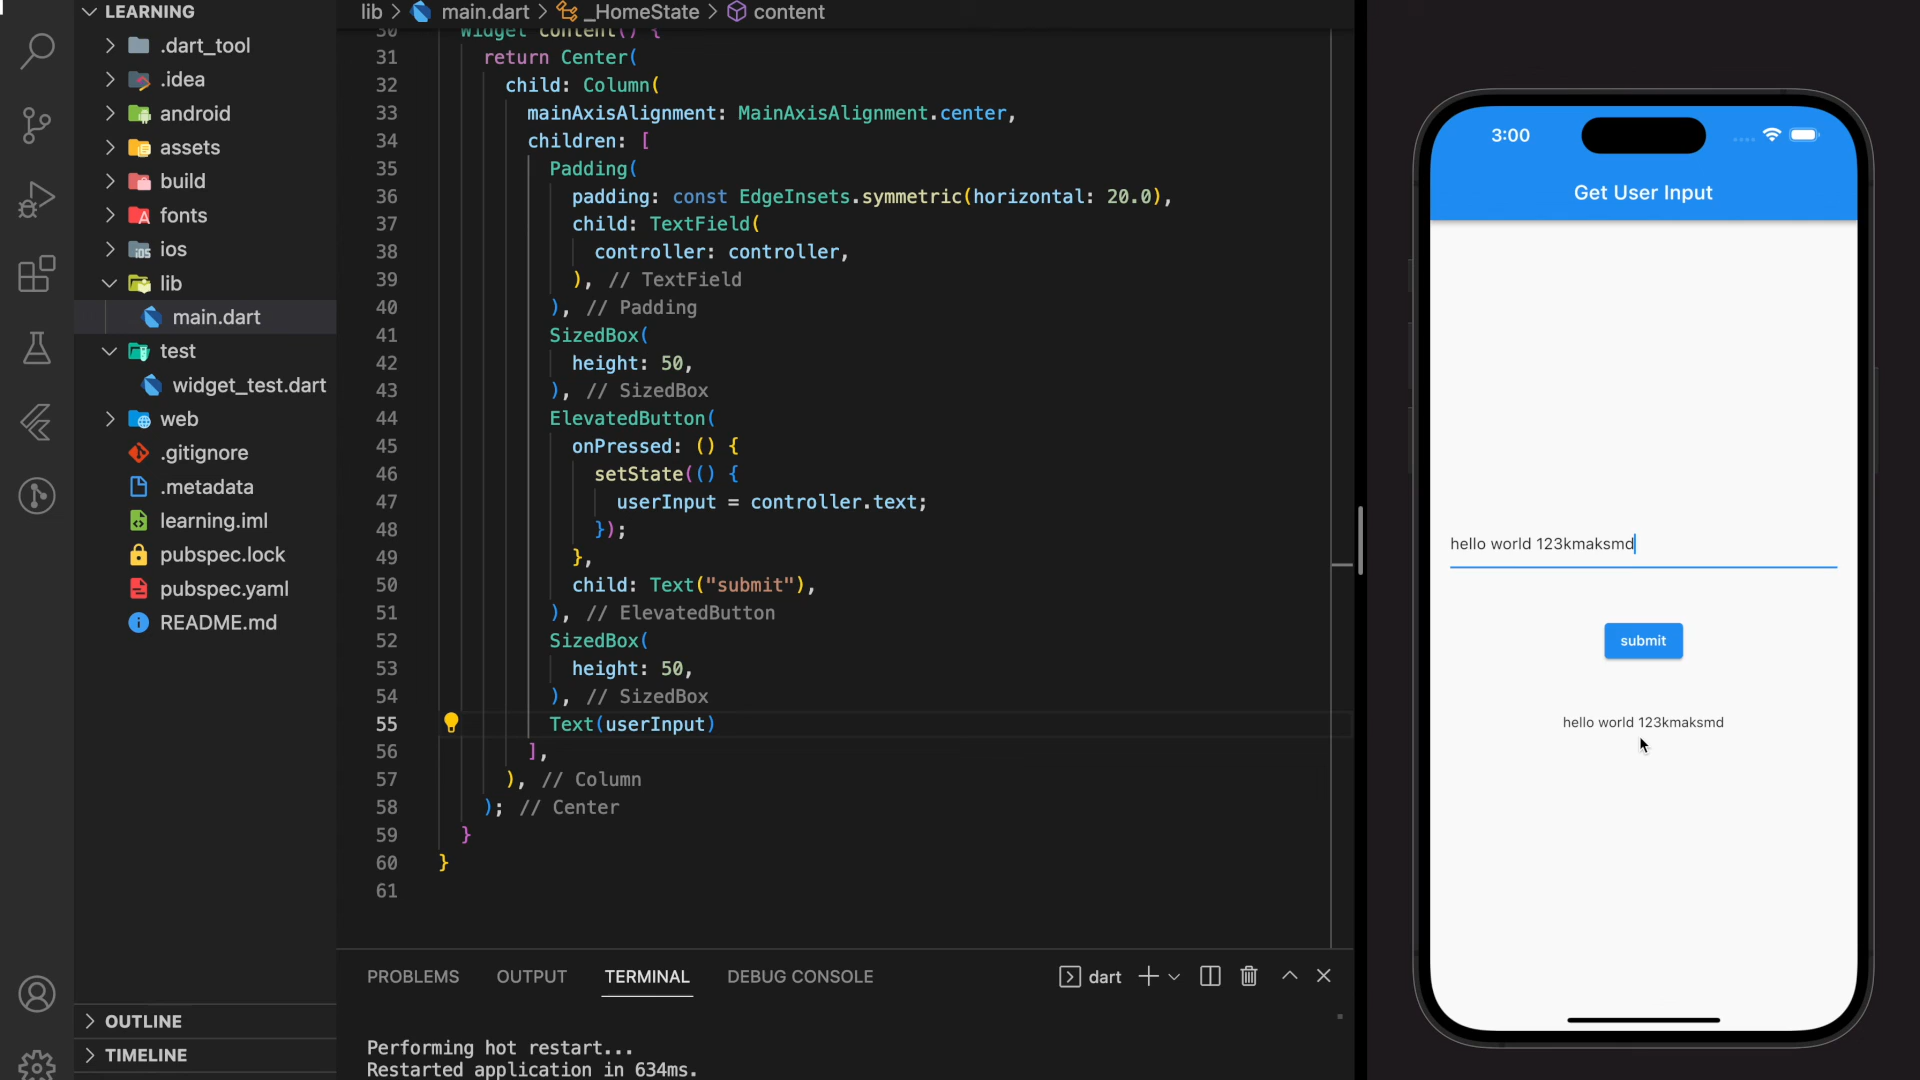 LEARNING
.dart_tool
.idea
android
assets
build
fonts
ios
lib
main.dart
test
widget_test.dart
web
.gitignore
.metadata
learning.iml
pubspec.lock
pubspec.yaml
README.md
OUTLINE
TIMELINE
lib > main.dart > _HomeState > content
30 Widget content() {
31 return Center(
32 child: Column(
33 mainAxisAlignment: MainAxisAlignment.center,
34 children: [
35 Padding(
36 padding: const EdgeInsets.symmetric(horizontal: 20.0),
37 child: TextField(
38 controller: controller,
39 ), // TextField
40 ), // Padding
41 SizedBox(
42 height: 50,
43 ), // SizedBox
44 ElevatedButton(
45 onPressed: () {
46 setState(() {
47 userInput = controller.text;
48 });
49 },
50 child: Text("submit"),
51 ), // ElevatedButton
52 SizedBox(
53 height: 50,
54 ), // SizedBox
55 Text(userInput)
56 ],
57 ), // Column
58 ); // Center
59 }
60 }
61
PROBLEMS OUTPUT TERMINAL DEBUG CONSOLE dart
Performing hot restart...
Restarted application in 634ms.
3:00
Get User Input
hello world 123kmaksmd
submit
hello world 123kmaksmd